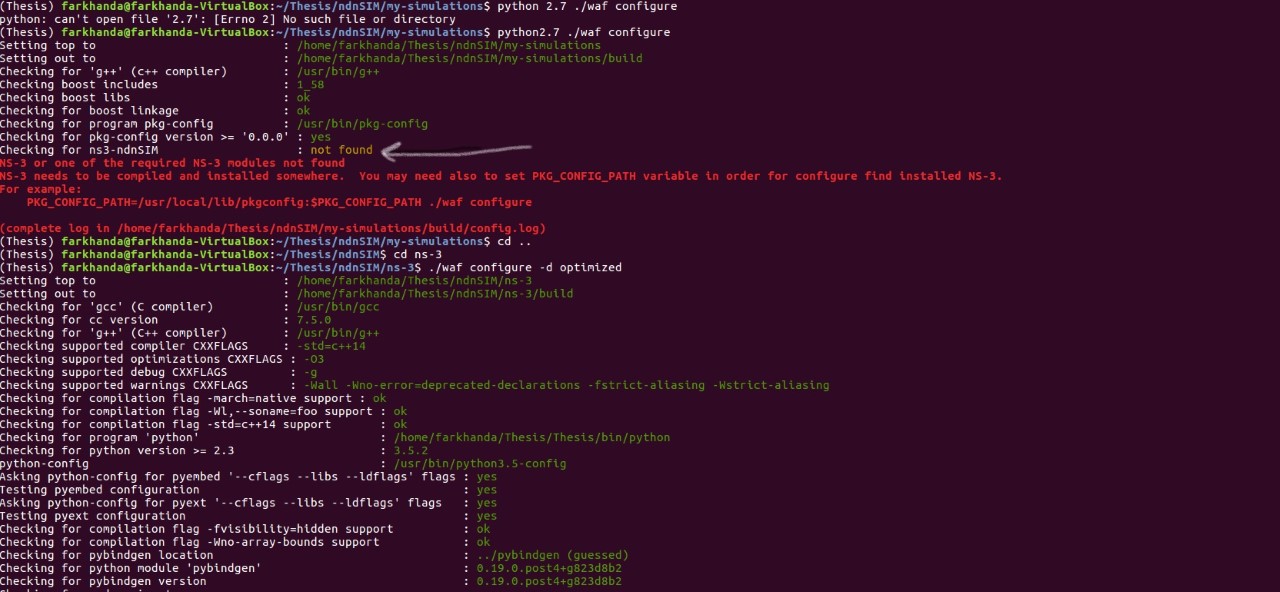 (Thesis) farkhanda@farkhanda-VirtualBox:~/Thesis/ndnSIM/my-simulations$ python 2.7 ./waf configure
python: can't open file '2.7': [Errno 2] No such file or directory
(Thesis) farkhanda@farkhanda-VirtualBox:~/Thesis/ndnSIM/my-simulations$ python2.7 ./waf configure
Setting top to : /home/farkhanda/Thesis/ndnSIM/my-simulations
Setting out to : /home/farkhanda/Thesis/ndnSIM/my-simulations/build
Checking for 'g++' (c++ compiler) : /usr/bin/g++
Checking boost includes : 1_58
Checking boost libs : ok
Checking for boost linkage : ok
Checking for program pkg-config : /usr/bin/pkg-config
Checking for pkg-config version >= '0.0.0' : yes
Checking for ns3-ndnSIM : not found
NS-3 or one of the required NS-3 modules not found
NS-3 needs to be compiled and installed somewhere.  You may need also to set PKG_CONFIG_PATH variable in order for configure find installed NS-3.
For example:
    PKG_CONFIG_PATH=/usr/local/lib/pkgconfig:$PKG_CONFIG_PATH ./waf configure
(complete log in /home/farkhanda/Thesis/ndnSIM/my-simulations/build/config.log)
(Thesis) farkhanda@farkhanda-VirtualBox:~/Thesis/ndnSIM/my-simulations$ cd ..
(Thesis) farkhanda@farkhanda-VirtualBox:~/Thesis/ndnSIM$ cd ns-3
(Thesis) farkhanda@farkhanda-VirtualBox:~/Thesis/ndnSIM/ns-3$ ./waf configure -d optimized
Setting top to : /home/farkhanda/Thesis/ndnSIM/ns-3
Setting out to : /home/farkhanda/Thesis/ndnSIM/ns-3/build
Checking for 'gcc' (C compiler) : /usr/bin/gcc
Checking for cc version : 7.5.0
Checking for 'g++' (C++ compiler) : /usr/bin/g++
Checking supported compiler CXXFLAGS : -std=c++14
Checking supported optimizations CXXFLAGS : -O3
Checking supported debug CXXFLAGS : -g
Checking supported warnings CXXFLAGS : -Wall -Wno-error=deprecated-declarations -fstrict-aliasing -Wstrict-aliasing
Checking for compilation flag -march=native support : ok
Checking for compilation flag -Wl,--soname=foo support : ok
Checking for compilation flag -std=c++14 support : ok
Checking for program 'python' : /home/farkhanda/Thesis/Thesis/bin/python
Checking for python version >= 2.3 : 3.5.2
python-config : /usr/bin/python3.5-config
Asking python-config for pyembed '--cflags --libs --ldflags' flags : yes
Testing pyembed configuration : yes
Asking python-config for pyext '--cflags --libs --ldflags' flags : yes
Testing pyext configuration : yes
Checking for compilation flag -fvisibility=hidden support : ok
Checking for compilation flag -Wno-array-bounds support : ok
Checking for pybindgen location : ../pybindgen (guessed)
Checking for python module 'pybindgen' : 0.19.0.post4+g823d8b2
Checking for pybindgen version : 0.19.0.post4+g823d8b2